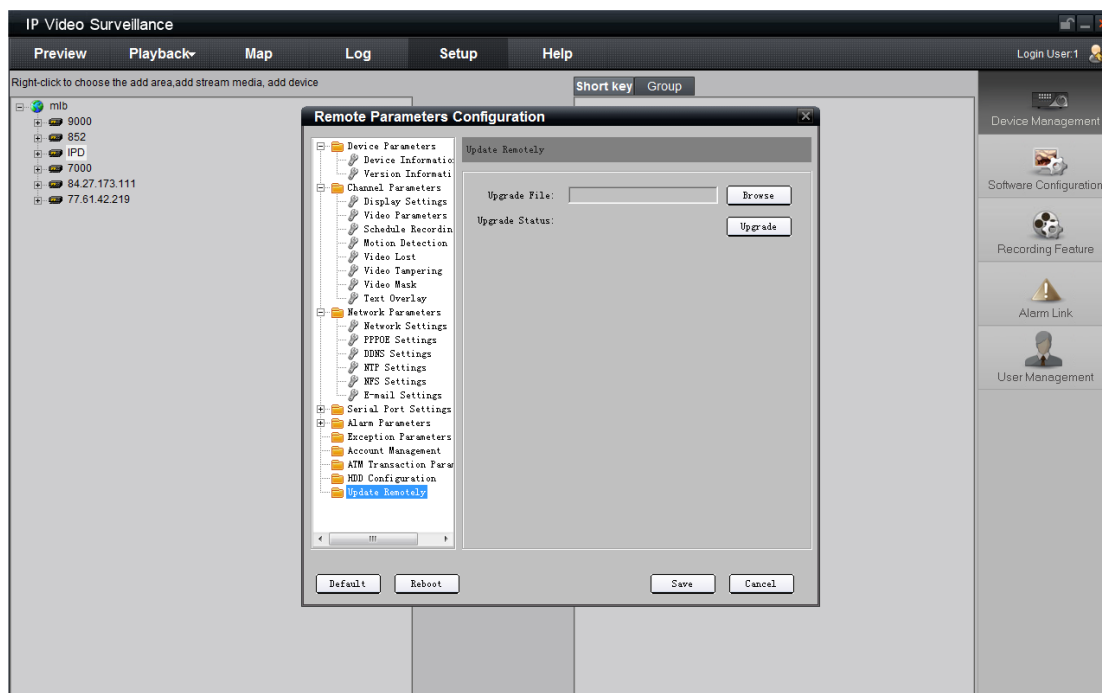 IP Video Surveillance
Preview Playback Map Log Setup Help Login User:1
Right-click to choose the add area,add stream media, add device
Short key Group
mlb
9000
852
IPD
7000
84.27.173.111
77.61.42.219
Remote Parameters Configuration
Device Parameters
Device Informatio
Version Informati
Channel Parameters
Display Settings
Video Parameters
Schedule Recordin
Motion Detection
Video Lost
Video Tampering
Video Mask
Text Overlay
Network Parameters
Network Settings
PPPOE Settings
DDNS Settings
NTP Settings
NFS Settings
E-mail Settings
Serial Port Settings
Alarm Parameters
Exception Parameters
Account Management
ATM Transaction Para
HDD Configuration
Update Remotely
Update Remotely
Upgrade File: Browse
Upgrade Status: Upgrade
Default Reboot Save Cancel
Device Management
Software Configuration
Recording Feature
Alarm Link
User Management